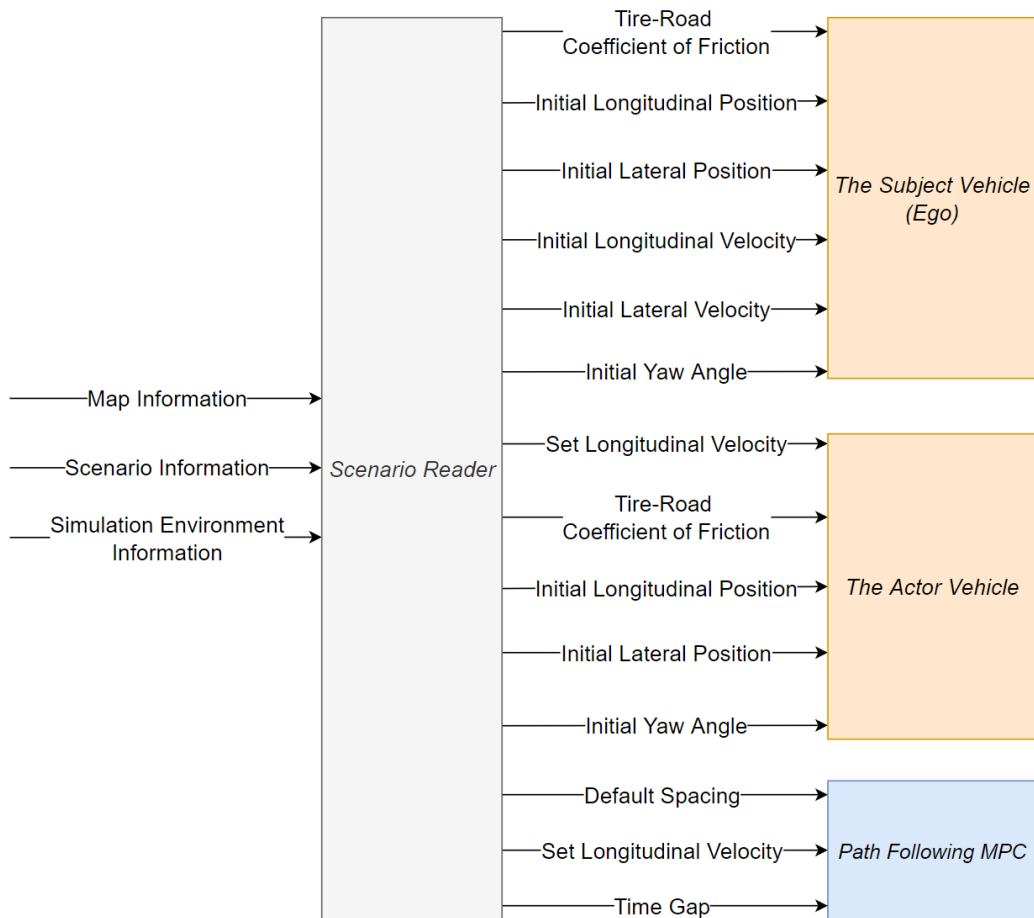 Map Information
Scenario Information
Simulation Environment
Information
Scenario Reader
Tire-Road
Coefficient of Friction
Initial Longitudinal Position
Initial Lateral Position
Initial Longitudinal Velocity
Initial Lateral Velocity
Initial Yaw Angle
The Subject Vehicle
(Ego)
Set Longitudinal Velocity
Tire-Road
Coefficient of Friction
Initial Longitudinal Position
Initial Lateral Position
Initial Yaw Angle
The Actor Vehicle
Default Spacing
Set Longitudinal Velocity
Time Gap
Path Following MPC